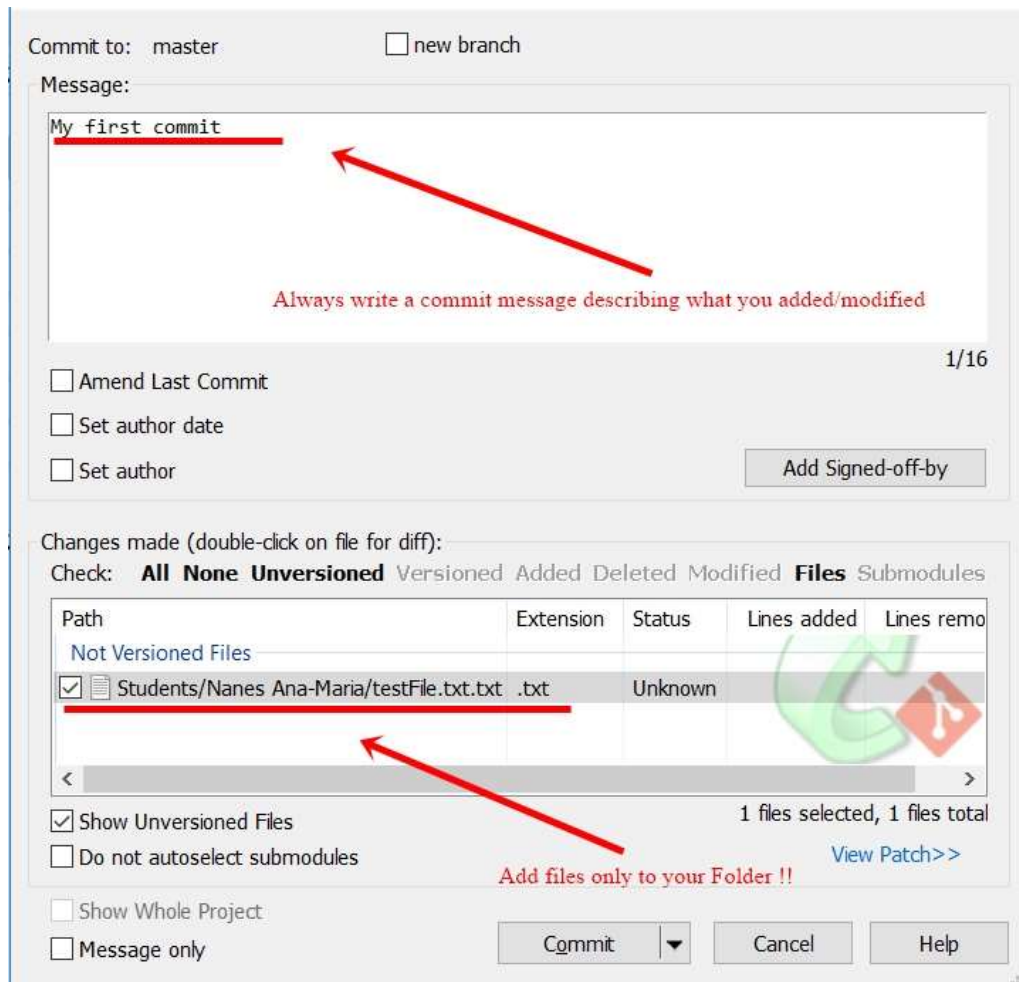 Commit to: master new branch
Message:
My first commit
Always write a commit message describing what you added/modified
1/16
Amend Last Commit
Set author date
Set author
Add Signed-off-by
Changes made (double-click on file for diff):
Check: All None Unversioned Versioned Added Deleted Modified Files Submodules
Path Extension Status Lines added Lines remo
Not Versioned Files
Students/Nanes Ana-Maria/testFile.txt.txt .txt Unknown
Show Unversioned Files
1 files selected, 1 files total
Do not autoselect submodules
View Patch>>
Add files only to your Folder !!
Show Whole Project
Message only
Commit Cancel Help